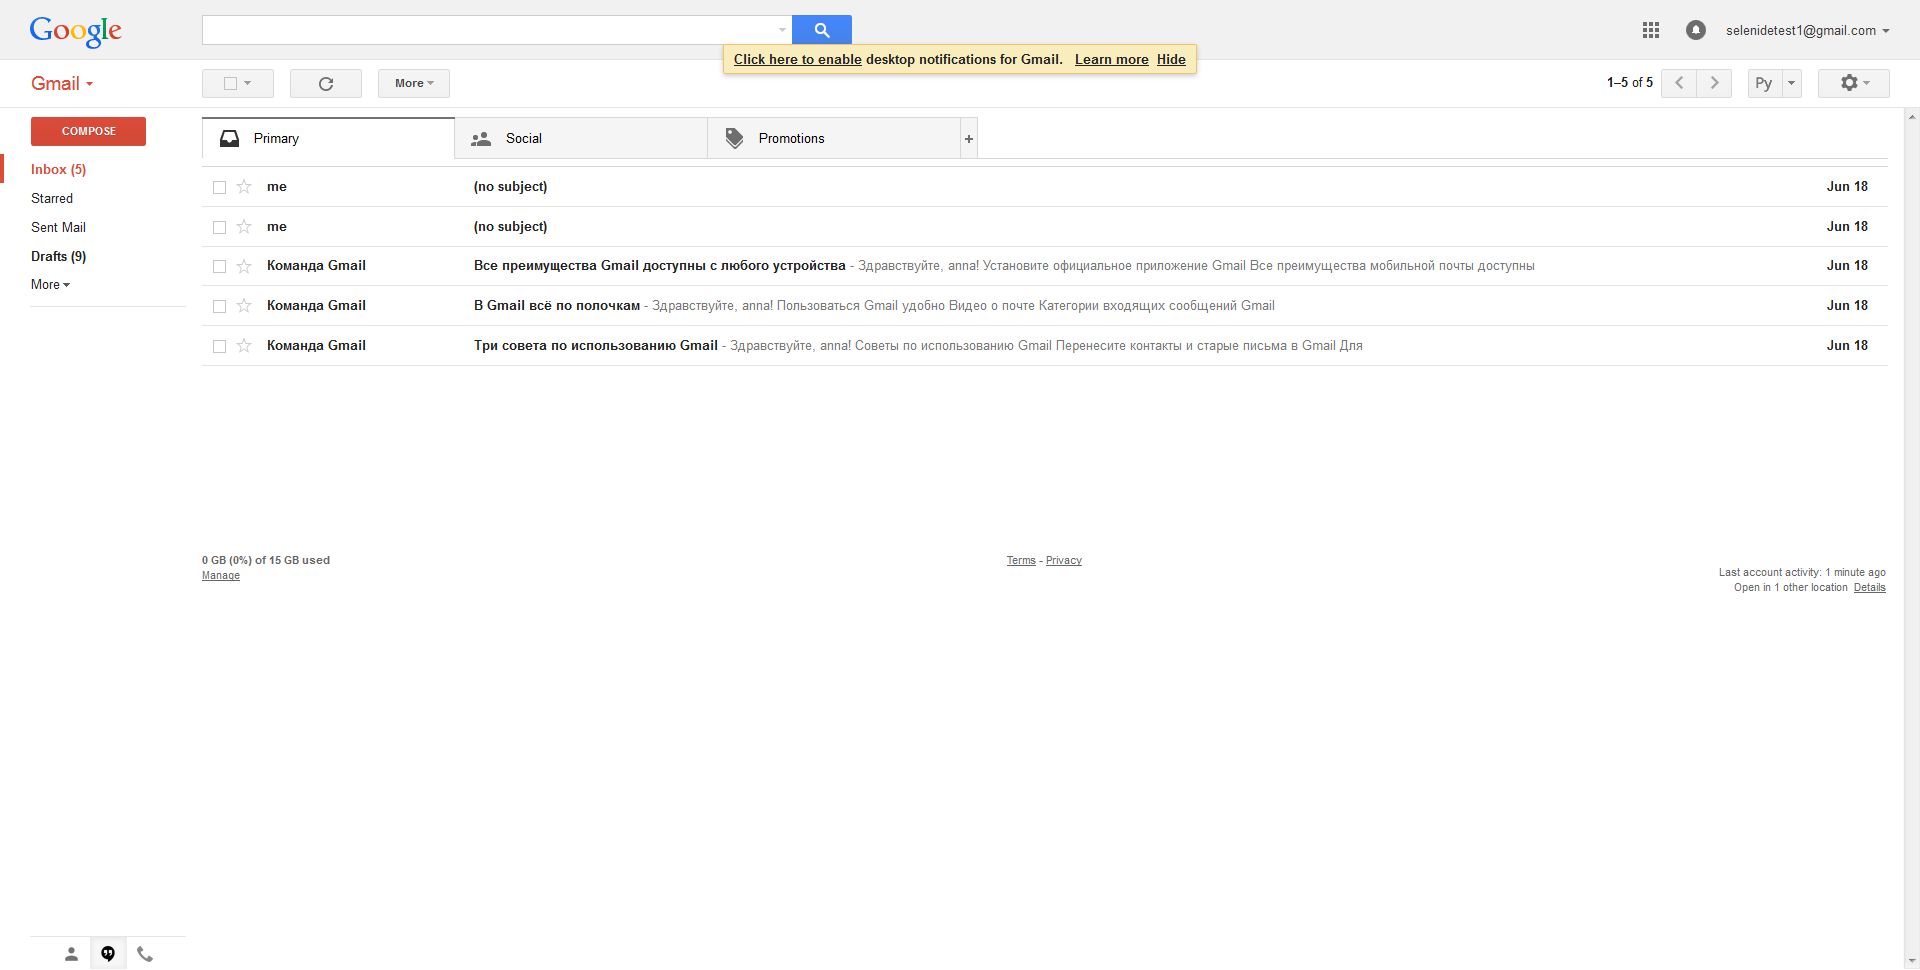 Google
selenidetest1@gmail.com
Click here to enable desktop notifications for Gmail. Learn more Hide
Gmail
More
1–5 of 5
Ру
COMPOSE
Primary
Social
Promotions
+
Inbox (5)
Starred
Sent Mail
Drafts (9)
More
me (no subject) Jun 18
me (no subject) Jun 18
Команда Gmail Все преимущества Gmail доступны с любого устройства - Здравствуйте, anna! Установите официальное приложение Gmail Все преимущества мобильной почты доступны Jun 18
Команда Gmail В Gmail всё по полочкам - Здравствуйте, anna! Пользоваться Gmail удобно Видео о почте Категории входящих сообщений Gmail Jun 18
Команда Gmail Три совета по использованию Gmail - Здравствуйте, anna! Советы по использованию Gmail Перенесите контакты и старые письма в Gmail Для Jun 18
0 GB (0%) of 15 GB used
Manage
Terms - Privacy
Last account activity: 1 minute ago
Open in 1 other location Details